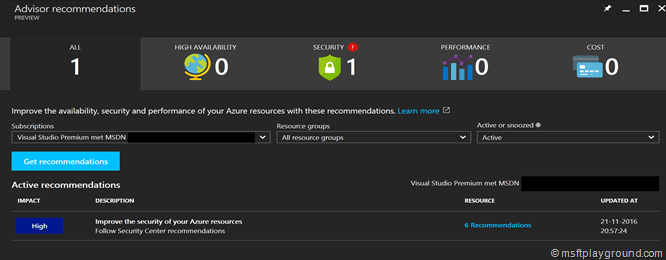 Advisor recommendations
PREVIEW
ALL
1
HIGH AVAILABILITY
0
SECURITY
1
PERFORMANCE
0
COST
0
Improve the availability, security and performance of your Azure resources with these recommendations. Learn more
Subscriptions
Resource groups
Active or snoozed
Visual Studio Premium met MSDN
All resource groups
Active
Get recommendations
Active recommendations
Visual Studio Premium met MSDN
IMPACT DESCRIPTION RESOURCE UPDATED AT
High
Improve the security of your Azure resources
Follow Security Center recommendations
6 Recommendations
21-11-2016
20:57:24
© msftplayground.com